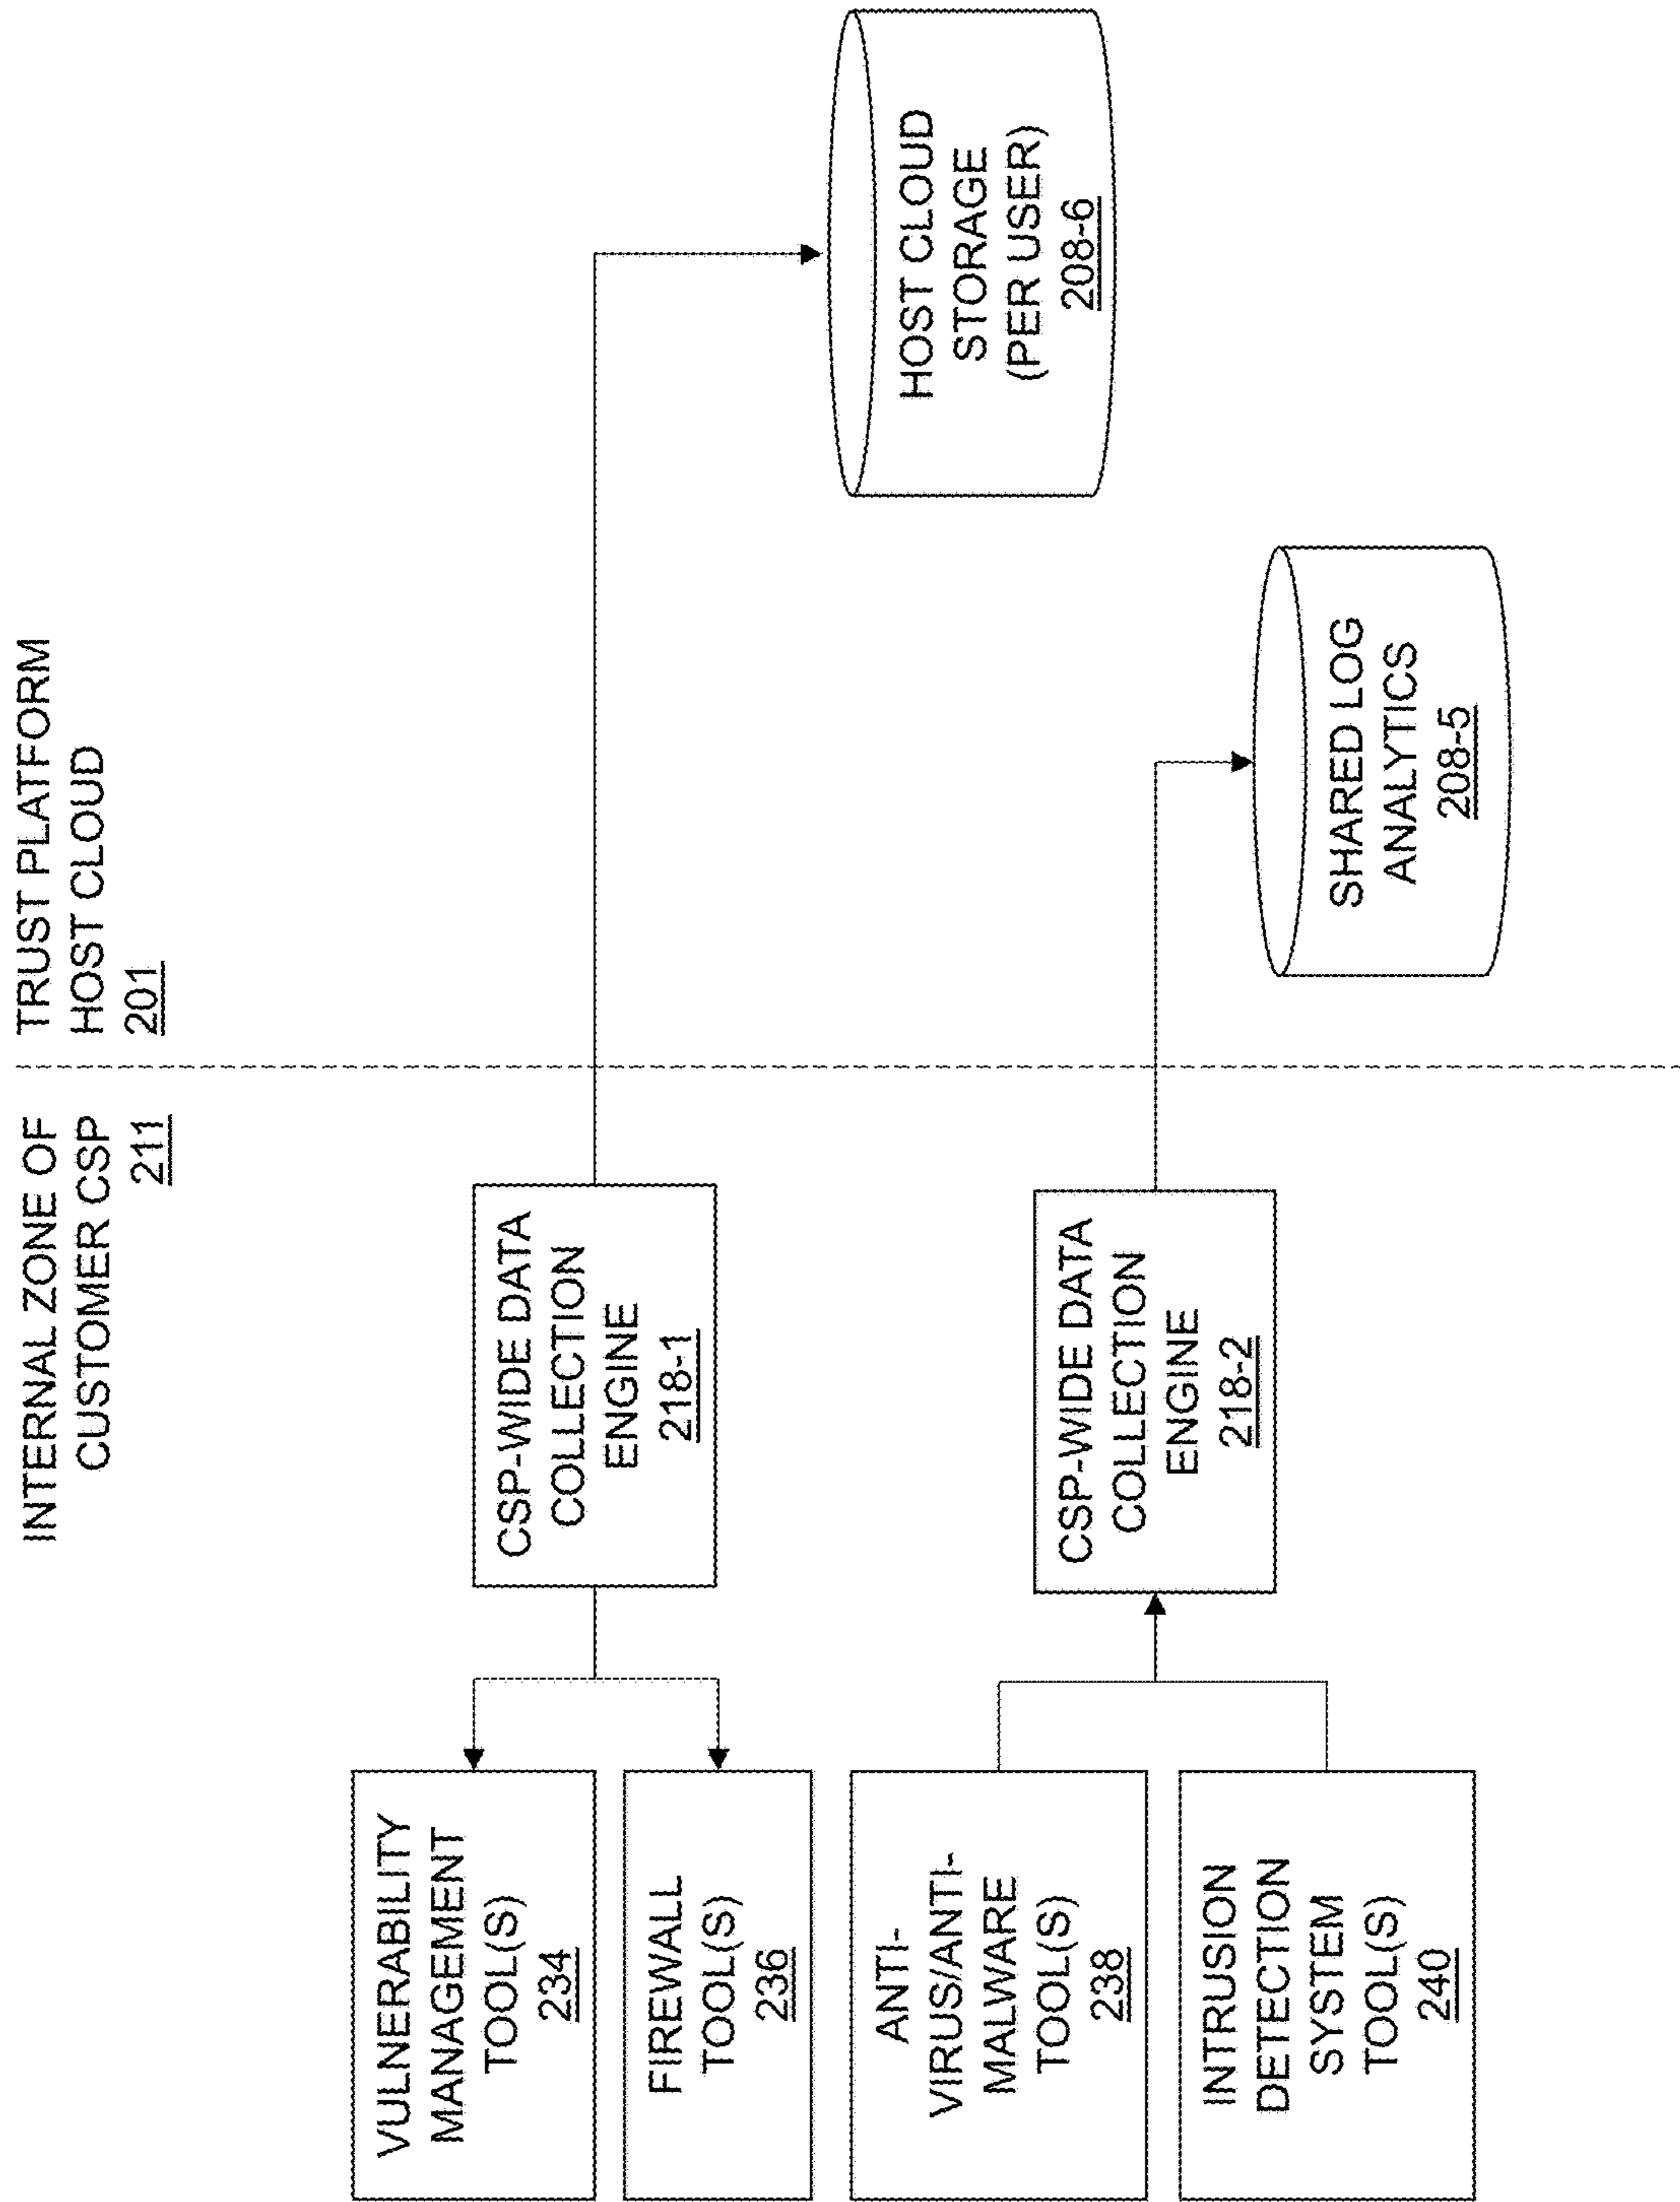 INTERNAL ZONE OF
CUSTOMER CSP
211
TRUST PLATFORM
HOST CLOUD
201
VULNERABILITY
MANAGEMENT
TOOL(S)
234
FIREWALL
TOOL(S)
236
CSP-WIDE DATA
COLLECTION
ENGINE
218-1
HOST CLOUD
STORAGE
(PER USER)
208-6
ANTI-
VIRUS/ANTI-
MALWARE
TOOL(S)
238
INTRUSION
DETECTION
SYSTEM
TOOL(S)
240
CSP-WIDE DATA
COLLECTION
ENGINE
218-2
SHARED LOG
ANALYTICS
208-5